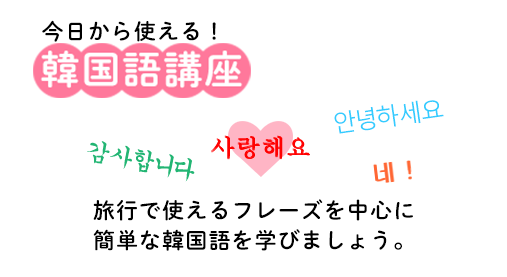 今日から使える！
韓国語講座
안녕하세요
감사합니다
사랑해요
네！
旅行で使えるフレーズを中心に
簡単な韓国語を学びましょう。